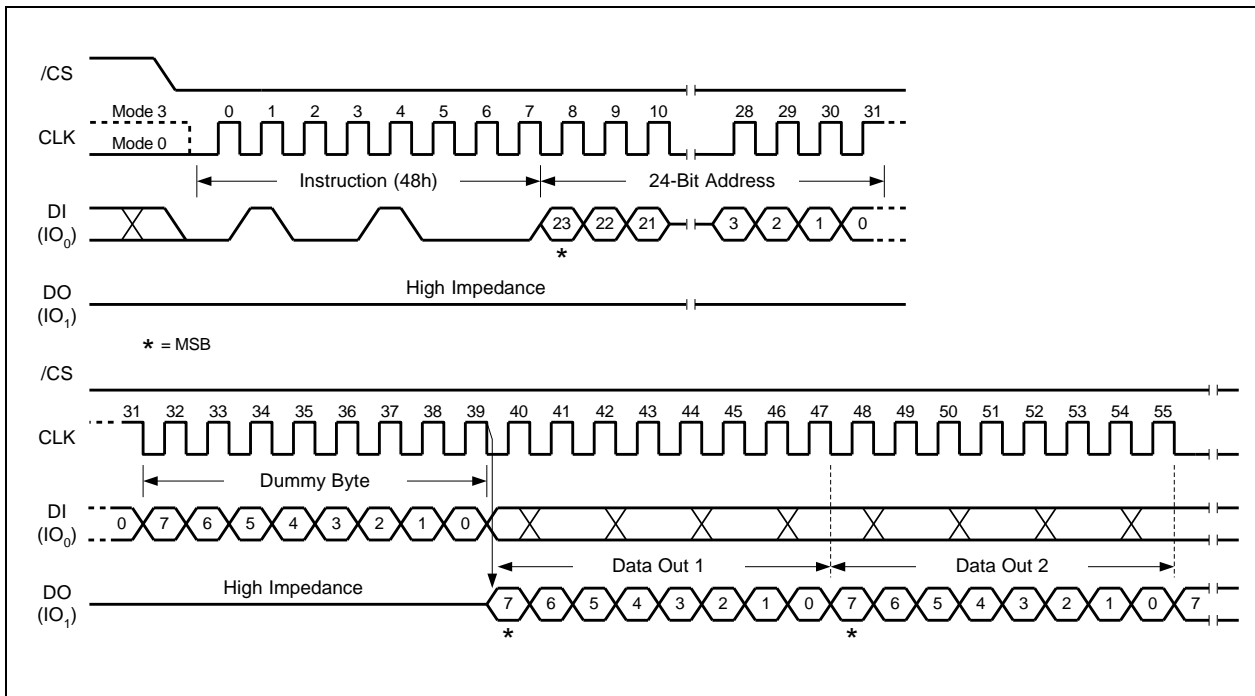 /CS
Mode 3 0 1 2 3 4 5 6 7 8 9 10 28 29 30 31
CLK
Mode 0
Instruction (48h) 24-Bit Address
DI
(IO0)
23 22 21 3 2 1 0
*
High Impedance
DO
(IO1)
* = MSB
/CS
31 32 33 34 35 36 37 38 39 40 41 42 43 44 45 46 47 48 49 50 51 52 53 54 55
CLK
Dummy Byte
DI
(IO0)
0 7 6 5 4 3 2 1 0
Data Out 1 Data Out 2
High Impedance
DO
(IO1)
7 6 5 4 3 2 1 0 7 6 5 4 3 2 1 0 7
* *